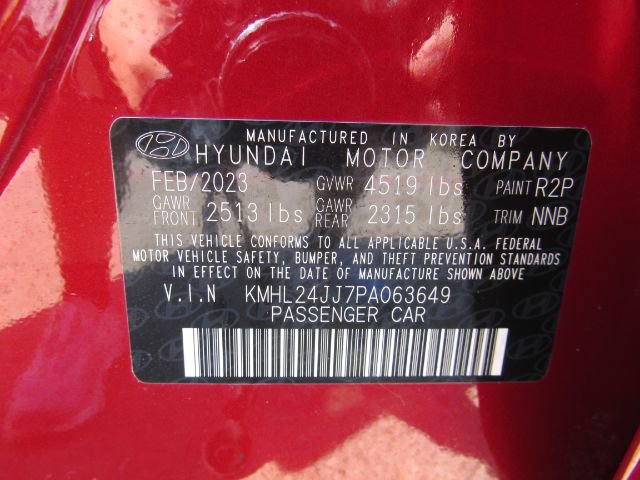 MANUFACTURED IN KOREA BY
HYUNDAI MOTOR COMPANY
FEB/2023 GVWR 4519 lbs PAINT R2P
GAWR FRONT 2513 lbs GAWR REAR 2315 lbs TRIM NNB
THIS VEHICLE CONFORMS TO ALL APPLICABLE U.S.A. FEDERAL
MOTOR VEHICLE SAFETY, BUMPER, AND THEFT PREVENTION STANDARDS
IN EFFECT ON THE DATE OF MANUFACTURE SHOWN ABOVE
V.I.N KMHL24JJ7PA063649
PASSENGER CAR